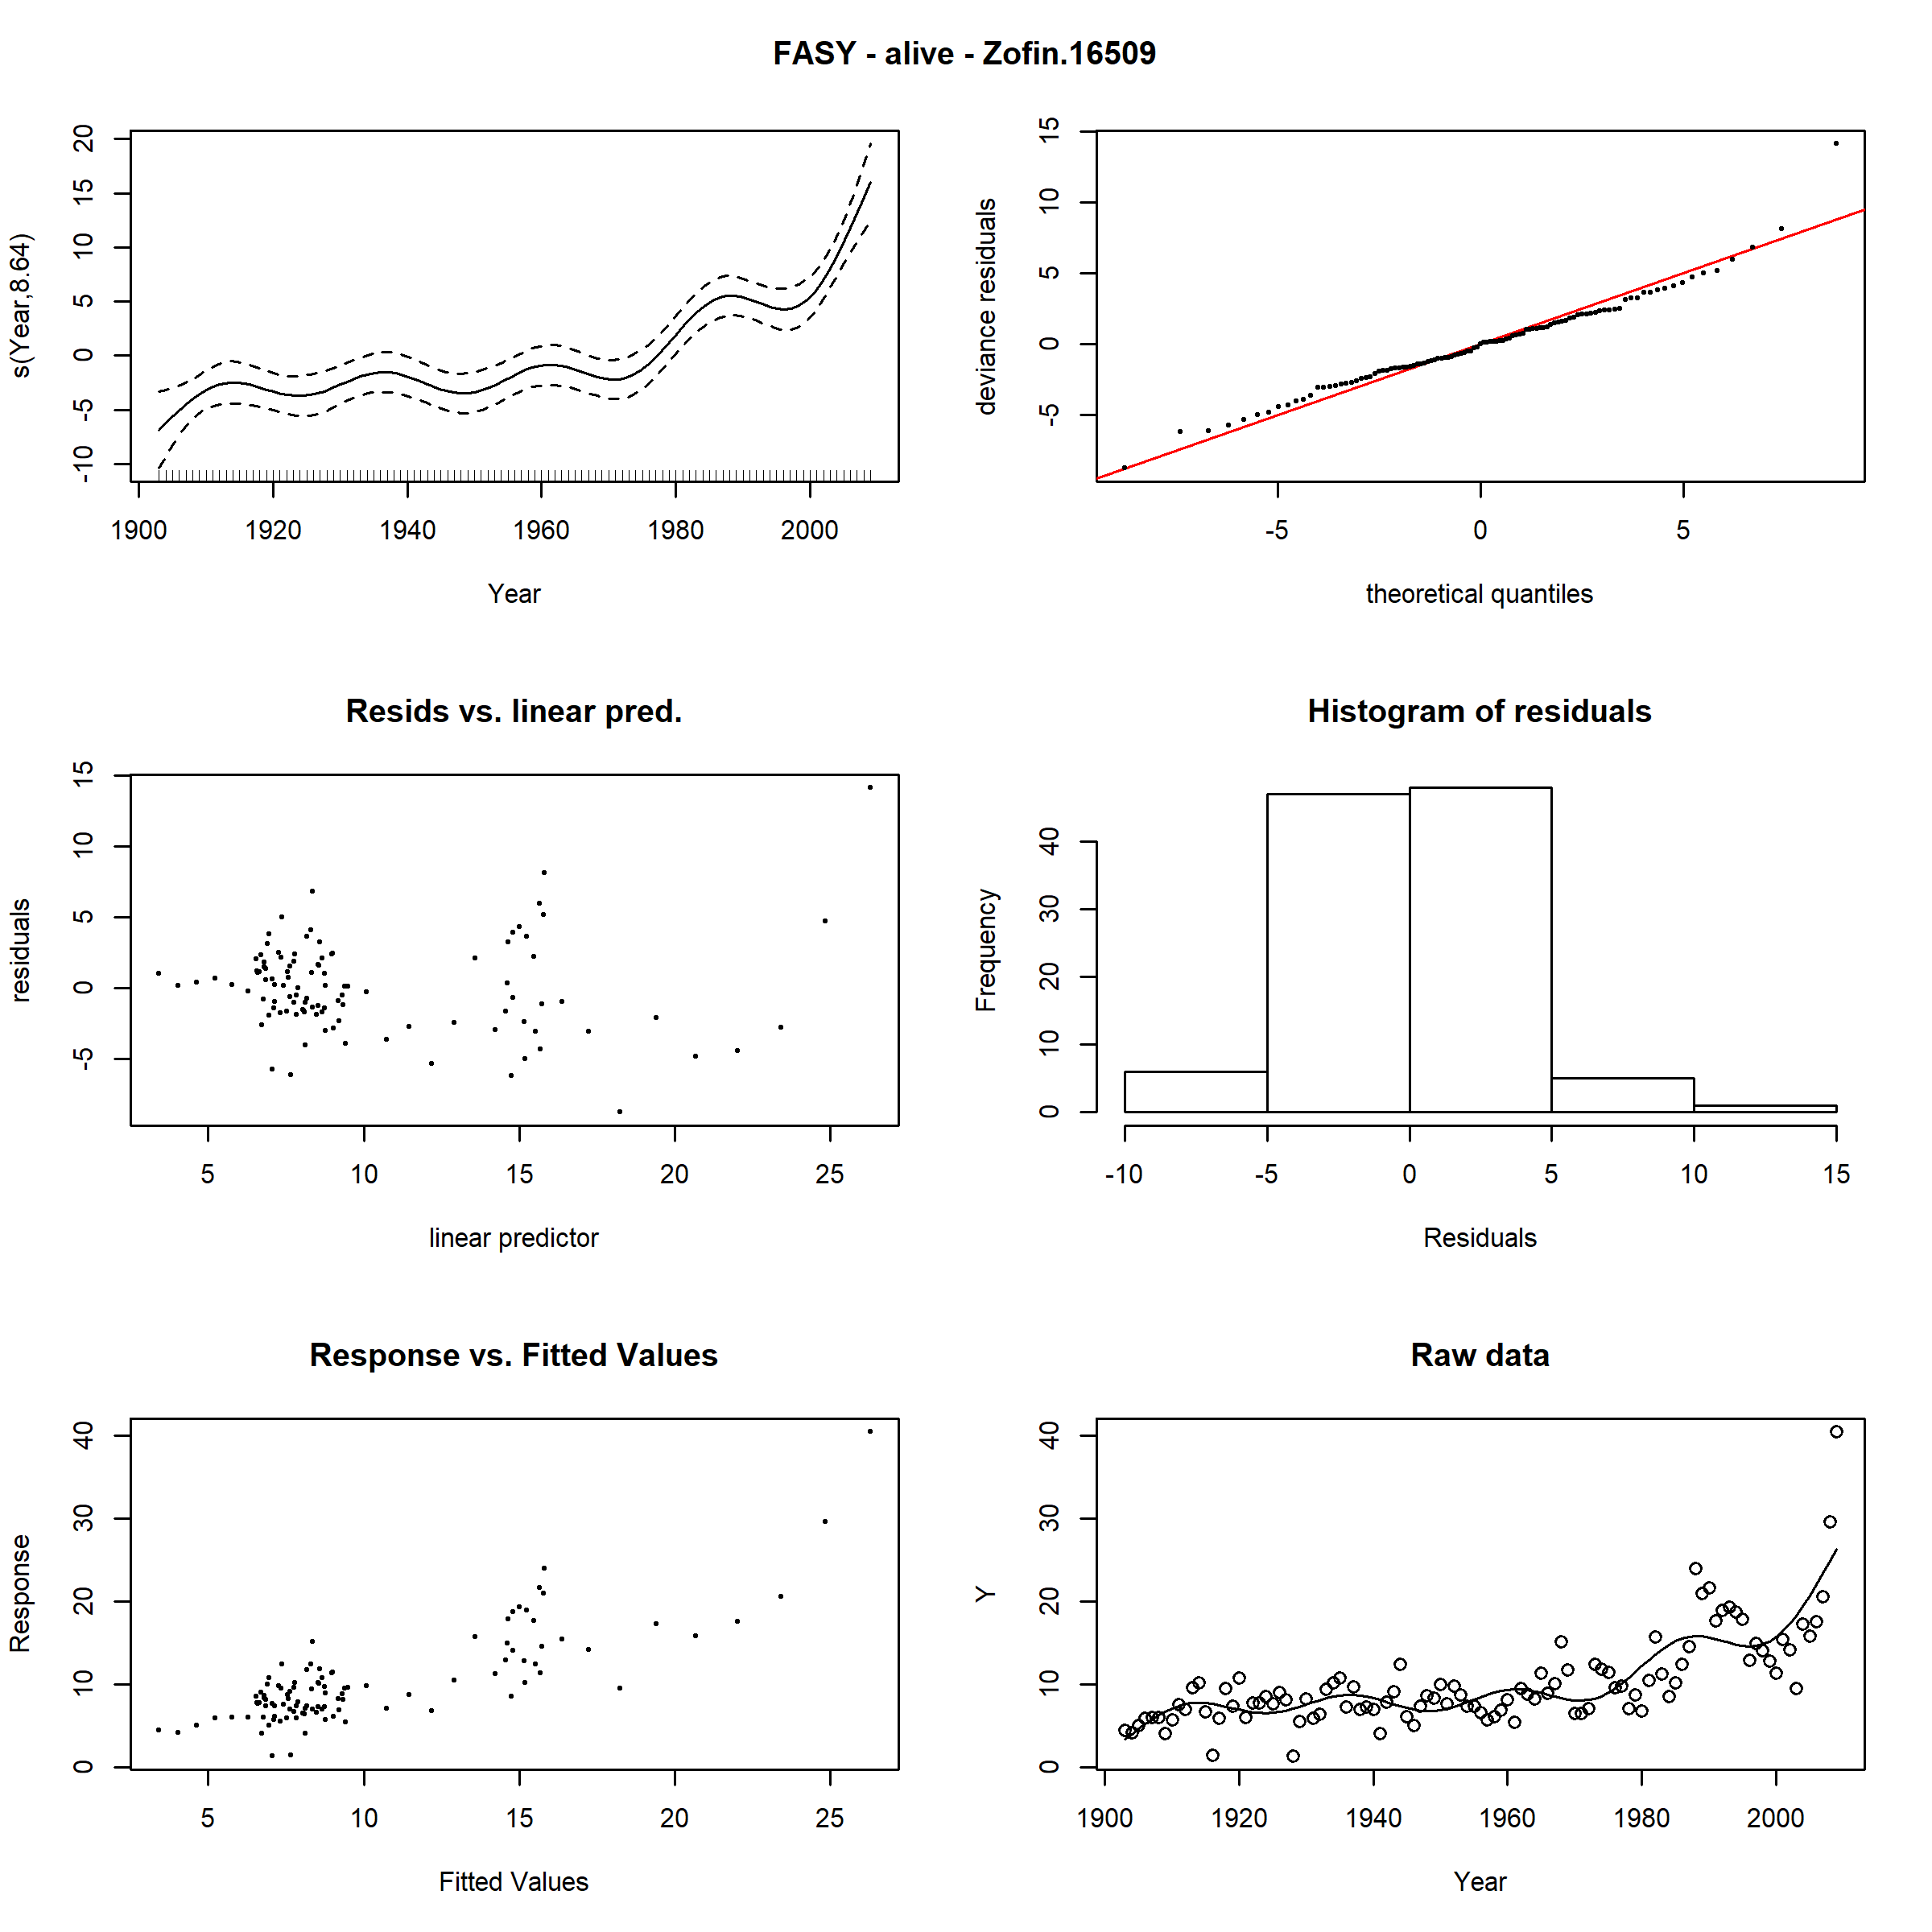 FASY - alive - Zofin.16509
s(Year,8.64)
20
15
10
5
0
-5
-10
1900 1920 1940 1960 1980 2000
Year
deviance residuals
15
10
5
0
-5
-5 0 5
theoretical quantiles
Resids vs. linear pred.
residuals
15
10
5
0
-5
5 10 15 20 25
linear predictor
Histogram of residuals
Frequency
40
30
20
10
0
-10 -5 0 5 10 15
Residuals
Response vs. Fitted Values
Response
40
30
20
10
0
5 10 15 20 25
Fitted Values
Raw data
Y
40
30
20
10
0
1900 1920 1940 1960 1980 2000
Year